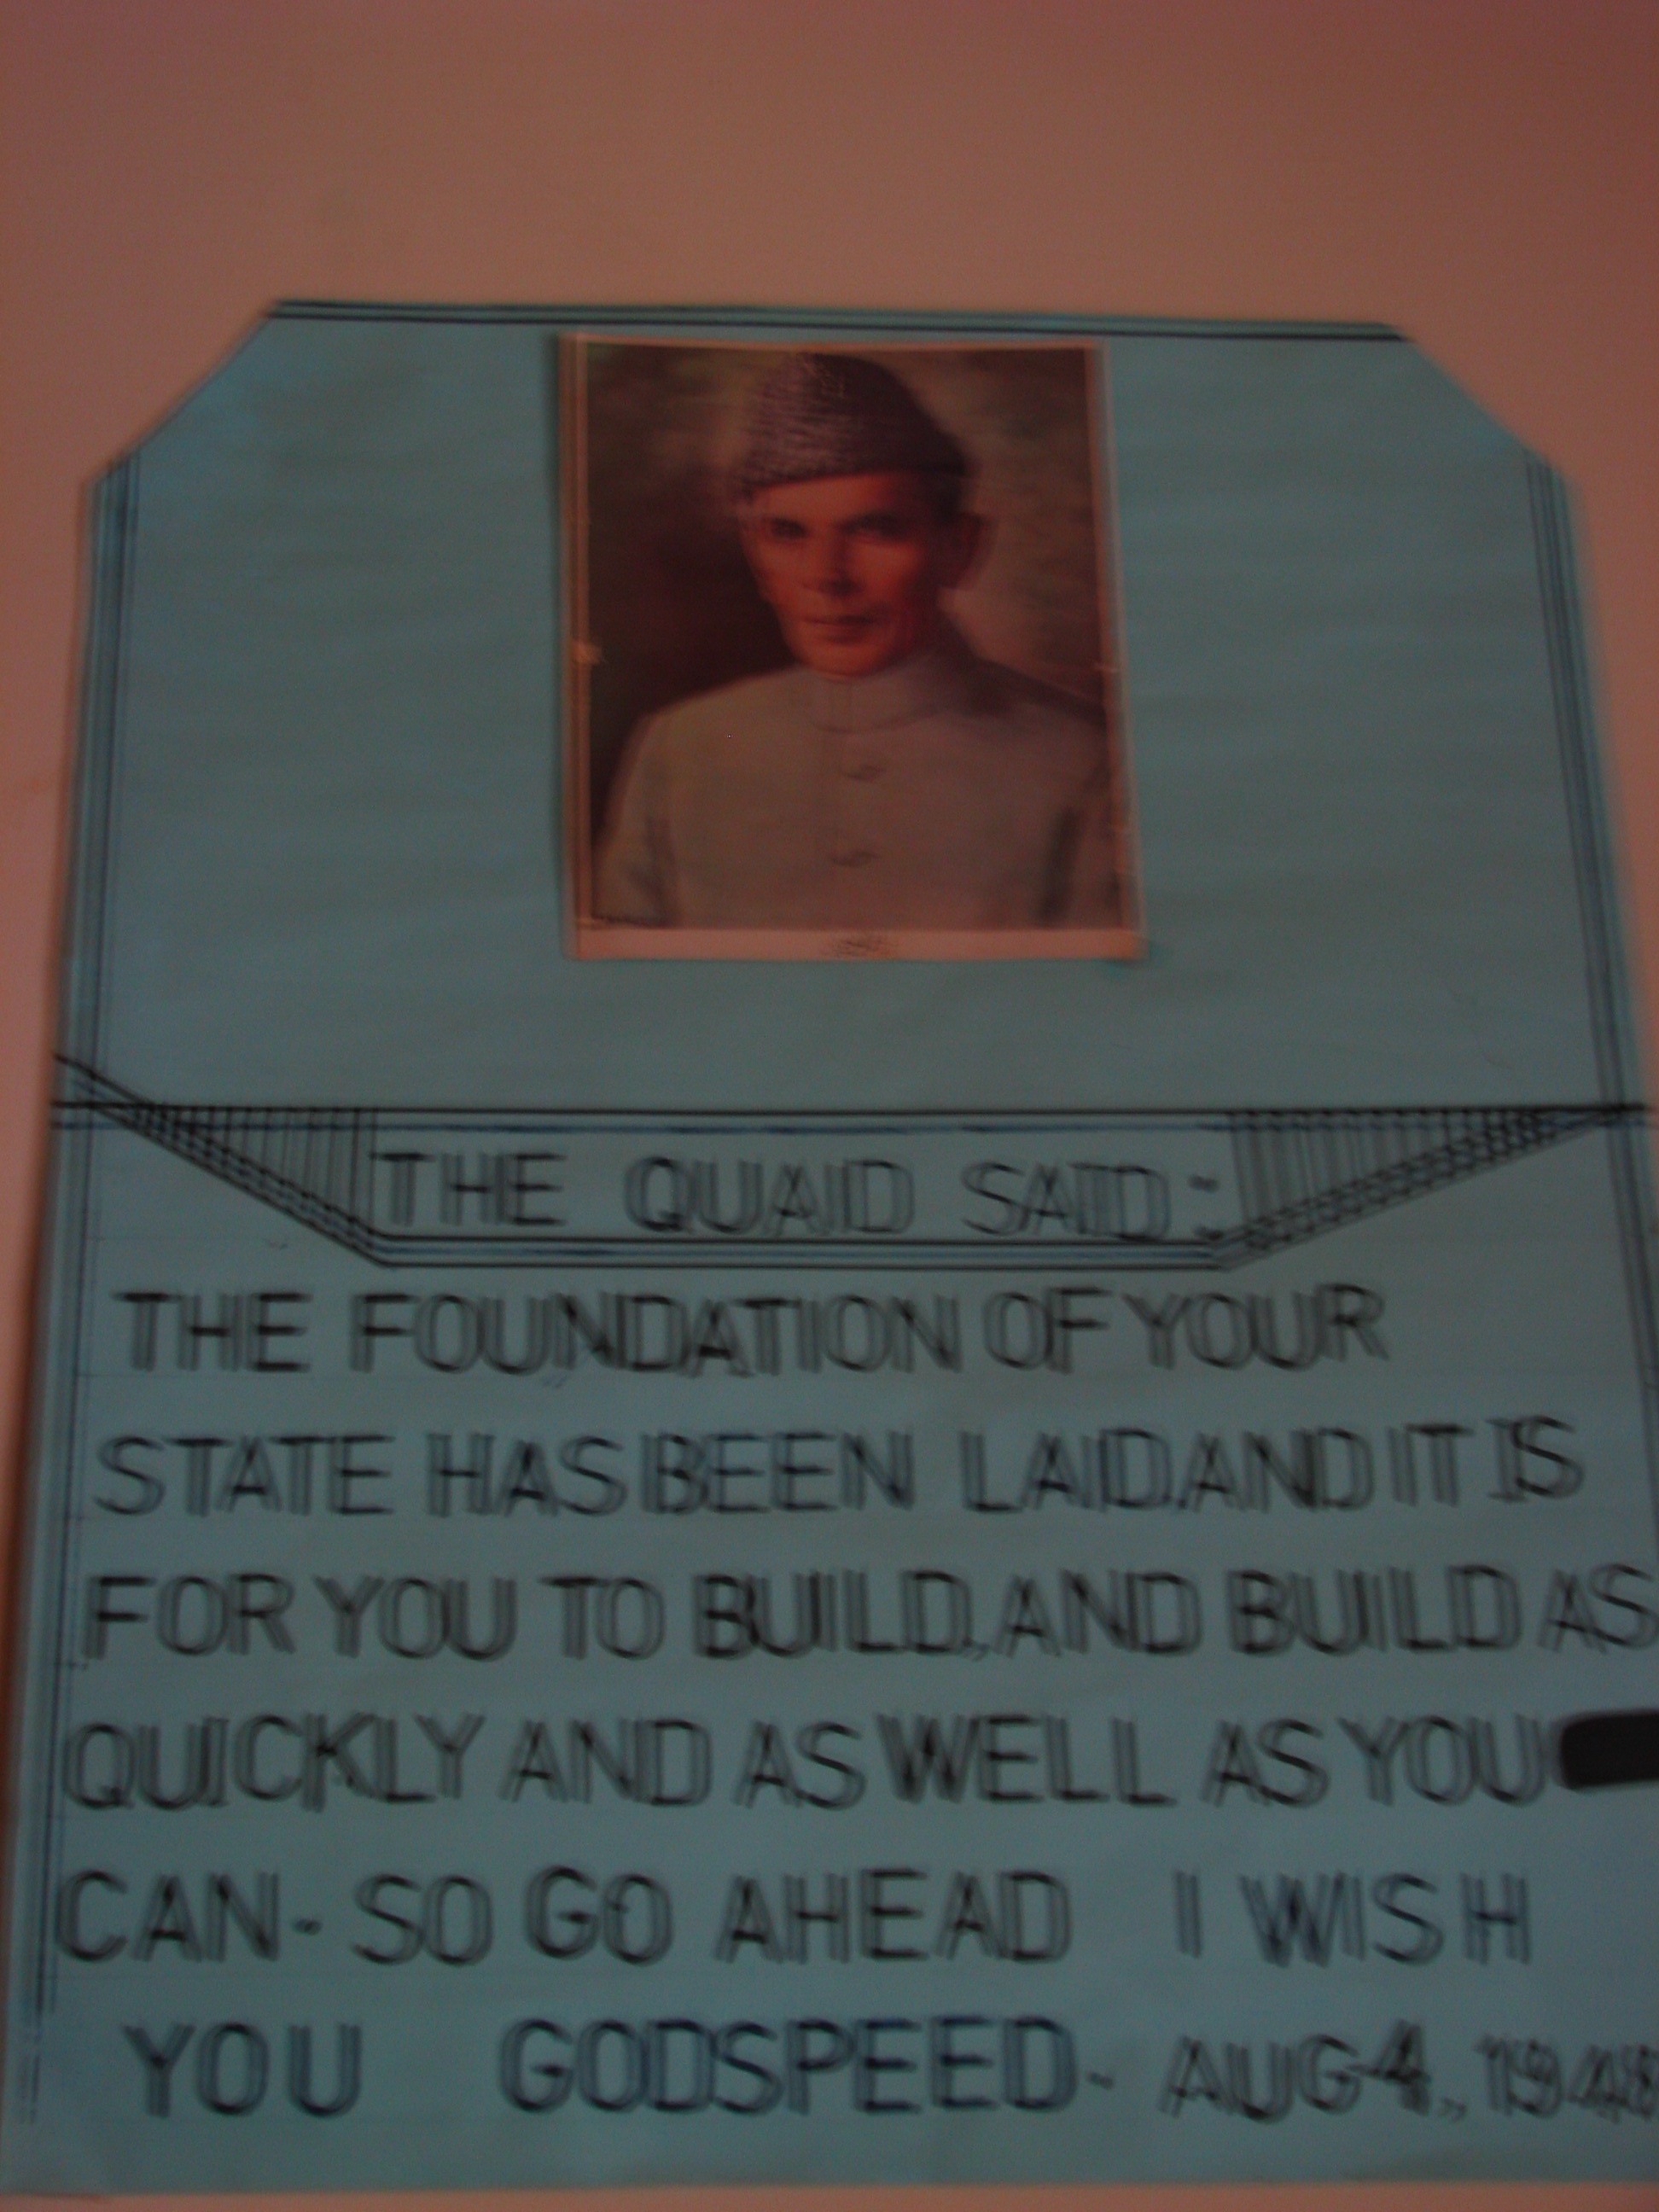 THE QUAID SAID:
THE FOUNDATION OF YOUR
STATE HAS BEEN LAID.AND IT IS
FOR YOU TO BUILD,AND BUILD AS
QUICKLY AND AS WELL AS YOU
CAN- SO GO AHEAD I WISH
YOU GODSPEED- AUG 4, 1948